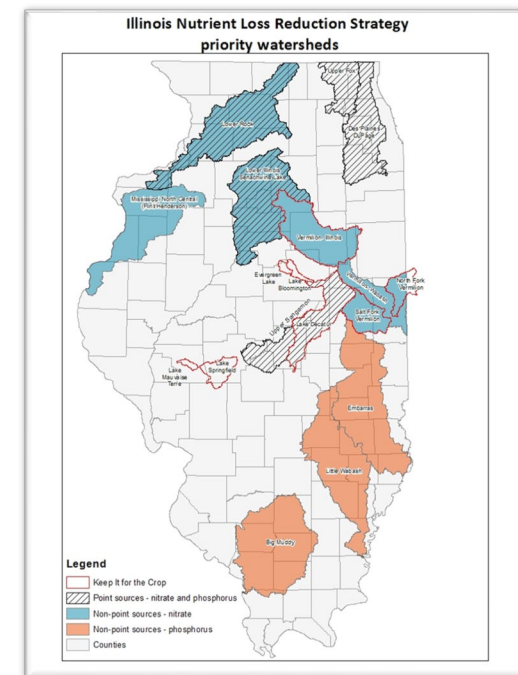 Illinois Nutrient Loss Reduction Strategy
priority watersheds
Upper Fox
Des Plaines
DuPage
Lower Rock
Lower Illinois
Senachwine Lake
Mississippi North Central
Vermilion Illinois
Evergreen
Lake
Lake
Bloomington
North Fork
Vermilion
Salt Fork
Vermilion
Upper Sangamon
Lake Decatur
Lake
Springfield
Lake
Mauvaise
Terre
Embarras
Little Wabash
Big Muddy
Legend
Keep It for the Crop
Point sources - nitrate and phosphorus
Non-point sources - nitrate
Non-point sources - phosphorus
Counties